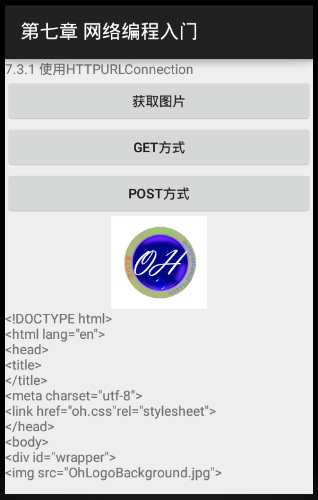 第七章 网络编程入门
7.3.1 使用HTTPURLConnection
获取图片
GET方式
POST方式
OH
<!DOCTYPE html>
<html lang="en">
<head>
<title>
</title>
<meta charset="utf-8">
<link href="oh.css"rel="stylesheet">
</head>
<body>
<div id="wrapper">
<img src="OhLogoBackground.jpg">